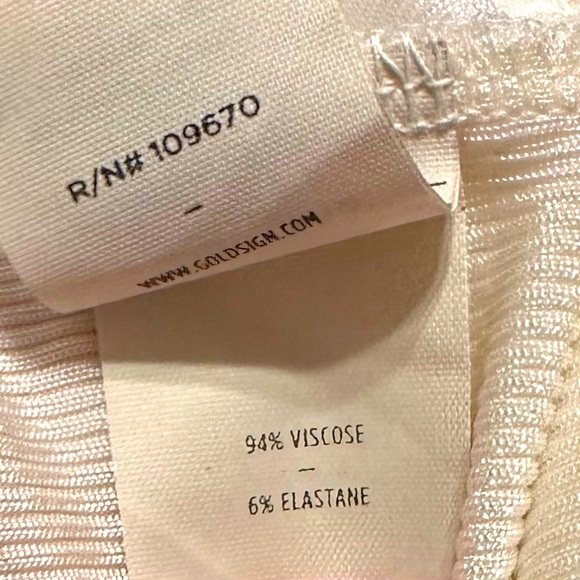 R/N# 109670
–
WWW.GOLDSIGN.COM
94% VISCOSE
–
6% ELASTANE